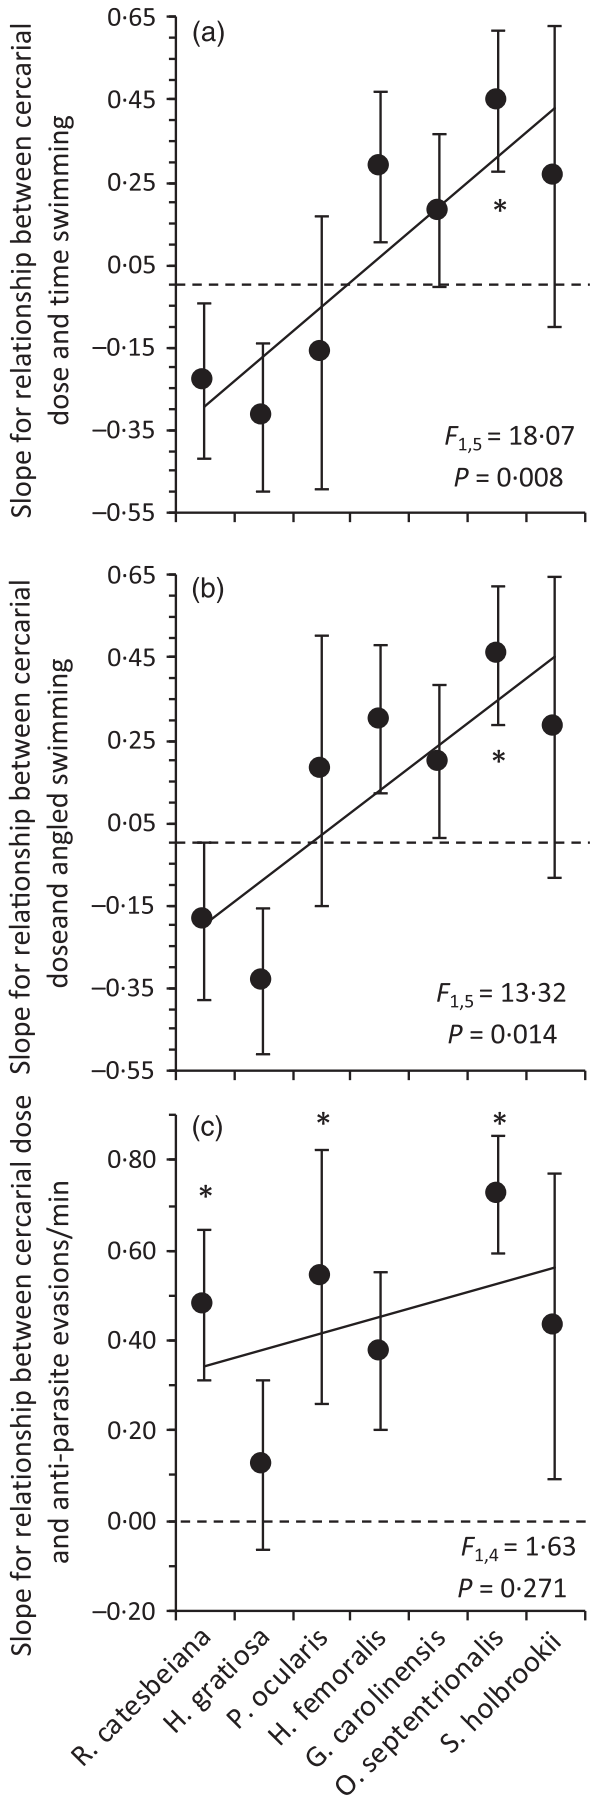 Slope for relationship between cercarial
dose and time swimming
(a)
0·65
0·45
0·25
0·05
–0·15
–0·35
–0·55
*
F1,5 = 18·07
P = 0·008
Slope for relationship between cercarial
doseand angled swimming
(b)
0·65
0·45
0·25
0·05
–0·15
–0·35
–0·55
*
F1,5 = 13·32
P = 0·014
Slope for relationship between cercarial dose
and anti-parasite evasions/min
(c)
0·80
0·60
0·40
0·20
0·00
–0·20
*
*
*
F1,4 = 1·63
P = 0·271
R. catesbeiana
H. gratiosa
P. ocularis
H. femoralis
G. carolinensis
O. septentrionalis
S. holbrookii